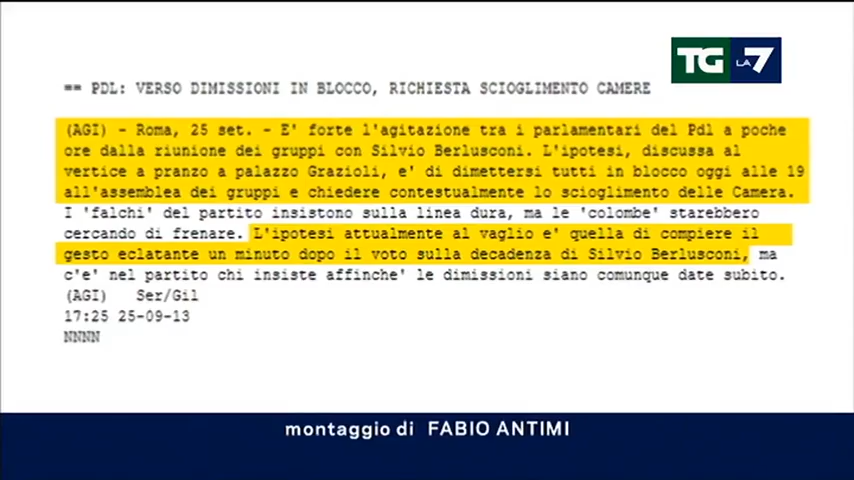 TG LA 7
== PDL: VERSO DIMISSIONI IN BLOCCO, RICHIESTA SCIOGLIMENTO CAMERE
(AGI) - Roma, 25 set. - E' forte l'agitazione tra i parlamentari del Pdl a poche
ore dalla riunione dei gruppi con Silvio Berlusconi. L'ipotesi, discussa al
vertice a pranzo a palazzo Grazioli, e' di dimettersi tutti in blocco oggi alle 19
all'assemblea dei gruppi e chiedere contestualmente lo scioglimento delle Camera.
I 'falchi' del partito insistono sulla linea dura, ma le 'colombe' starebbero
cercando di frenare. L'ipotesi attualmente al vaglio e' quella di compiere il
gesto eclatante un minuto dopo il voto sulla decadenza di Silvio Berlusconi, ma
c'e' nel partito chi insiste affinche' le dimissioni siano comunque date subito.
(AGI) Ser/Gil
17:25 25-09-13
NNNN
montaggio di FABIO ANTIMI